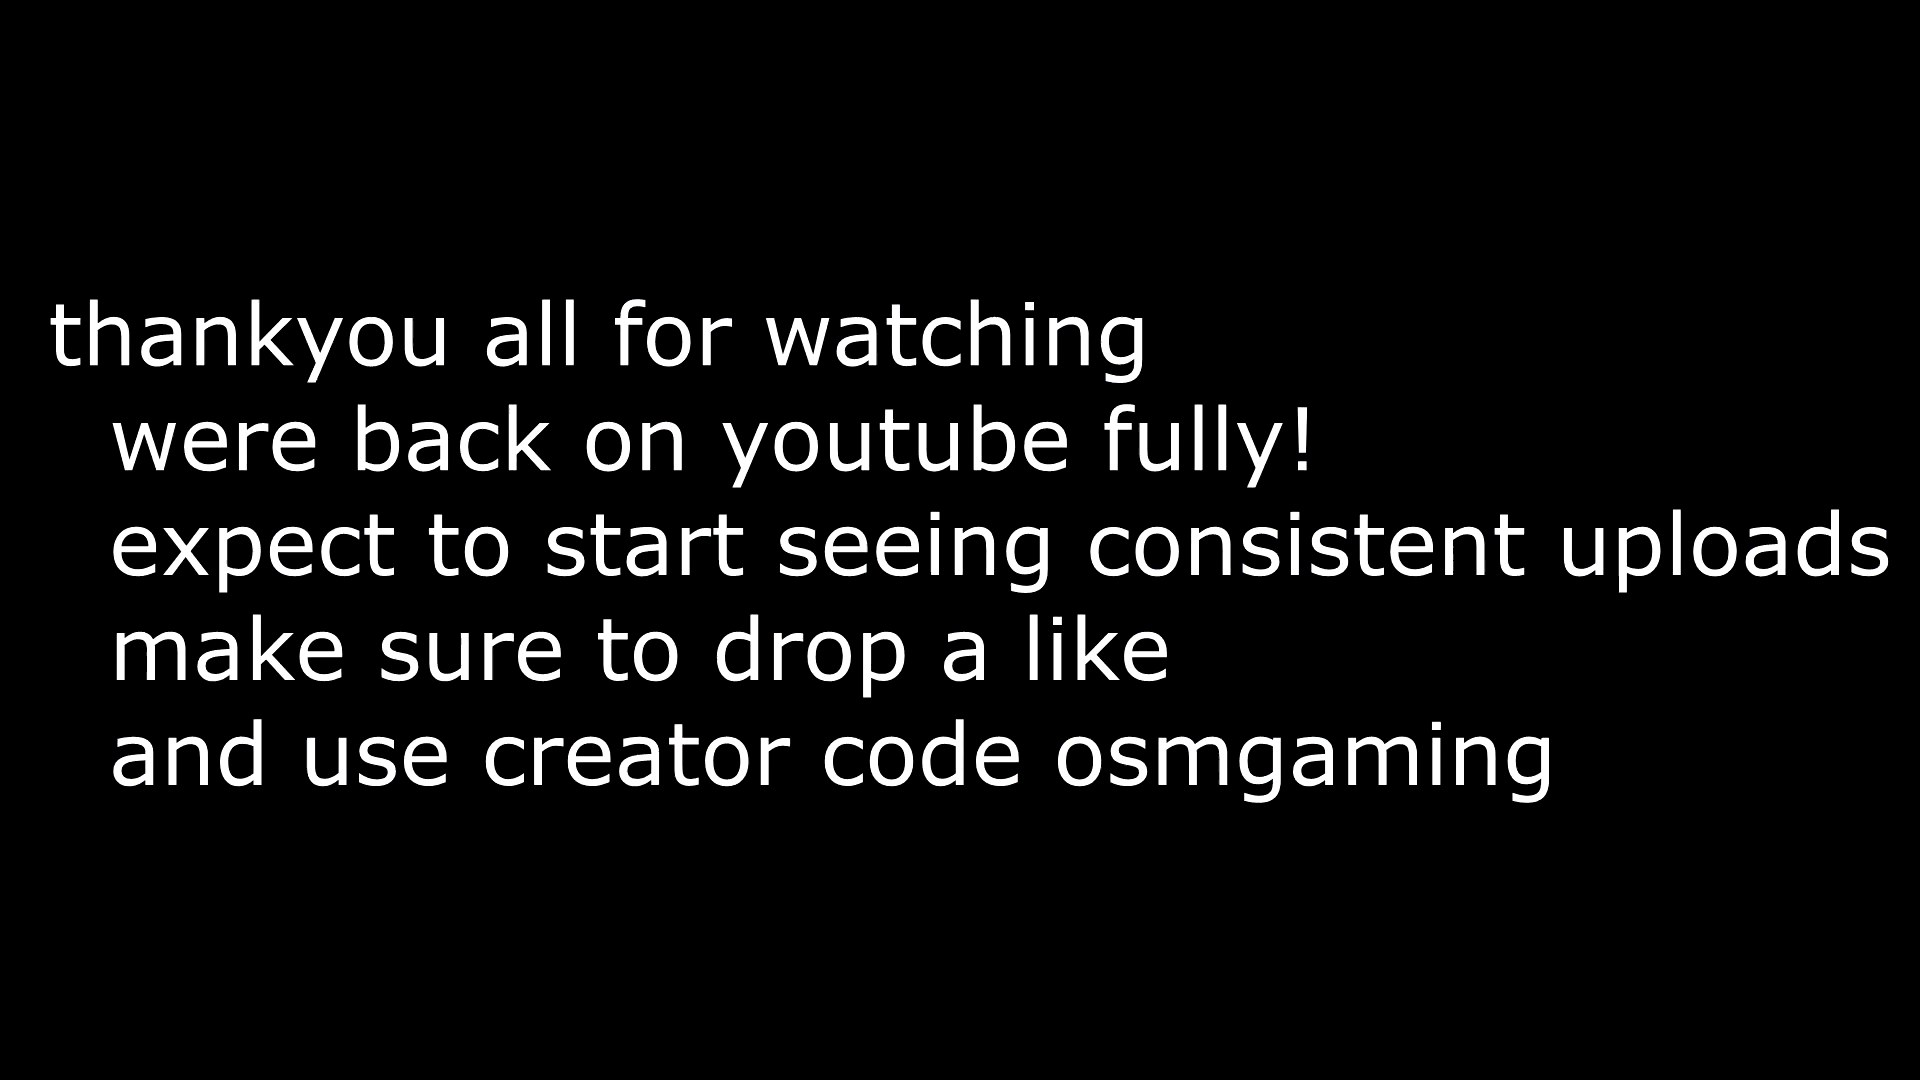 thankyou all for watching
were back on youtube fully!
expect to start seeing consistent uploads
make sure to drop a like
and use creator code osmgaming